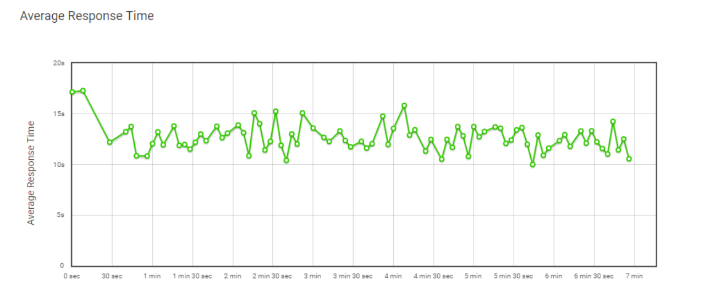 Average Response Time
Average Response Time
20s
15s
10s
5s
0
0 sec 30 sec 1 min 1 min 30 sec 2 min 2 min 30 sec 3 min 3 min 30 sec 4 min 4 min 30 sec 5 min 5 min 30 sec 6 min 6 min 30 sec 7 min